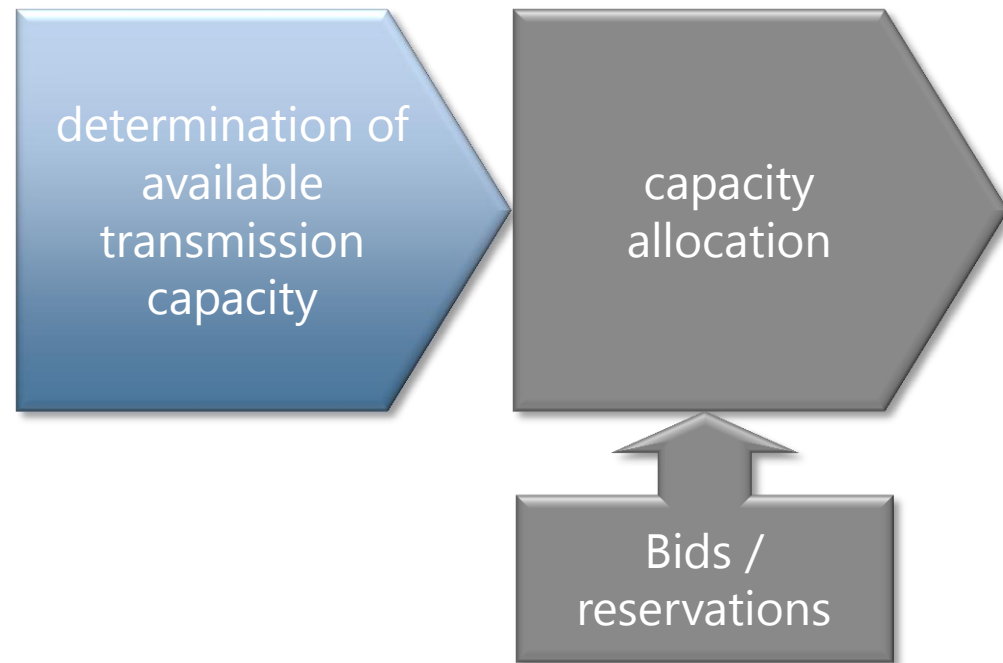 determination of
available
transmission
capacity
capacity
allocation
Bids /
reservations